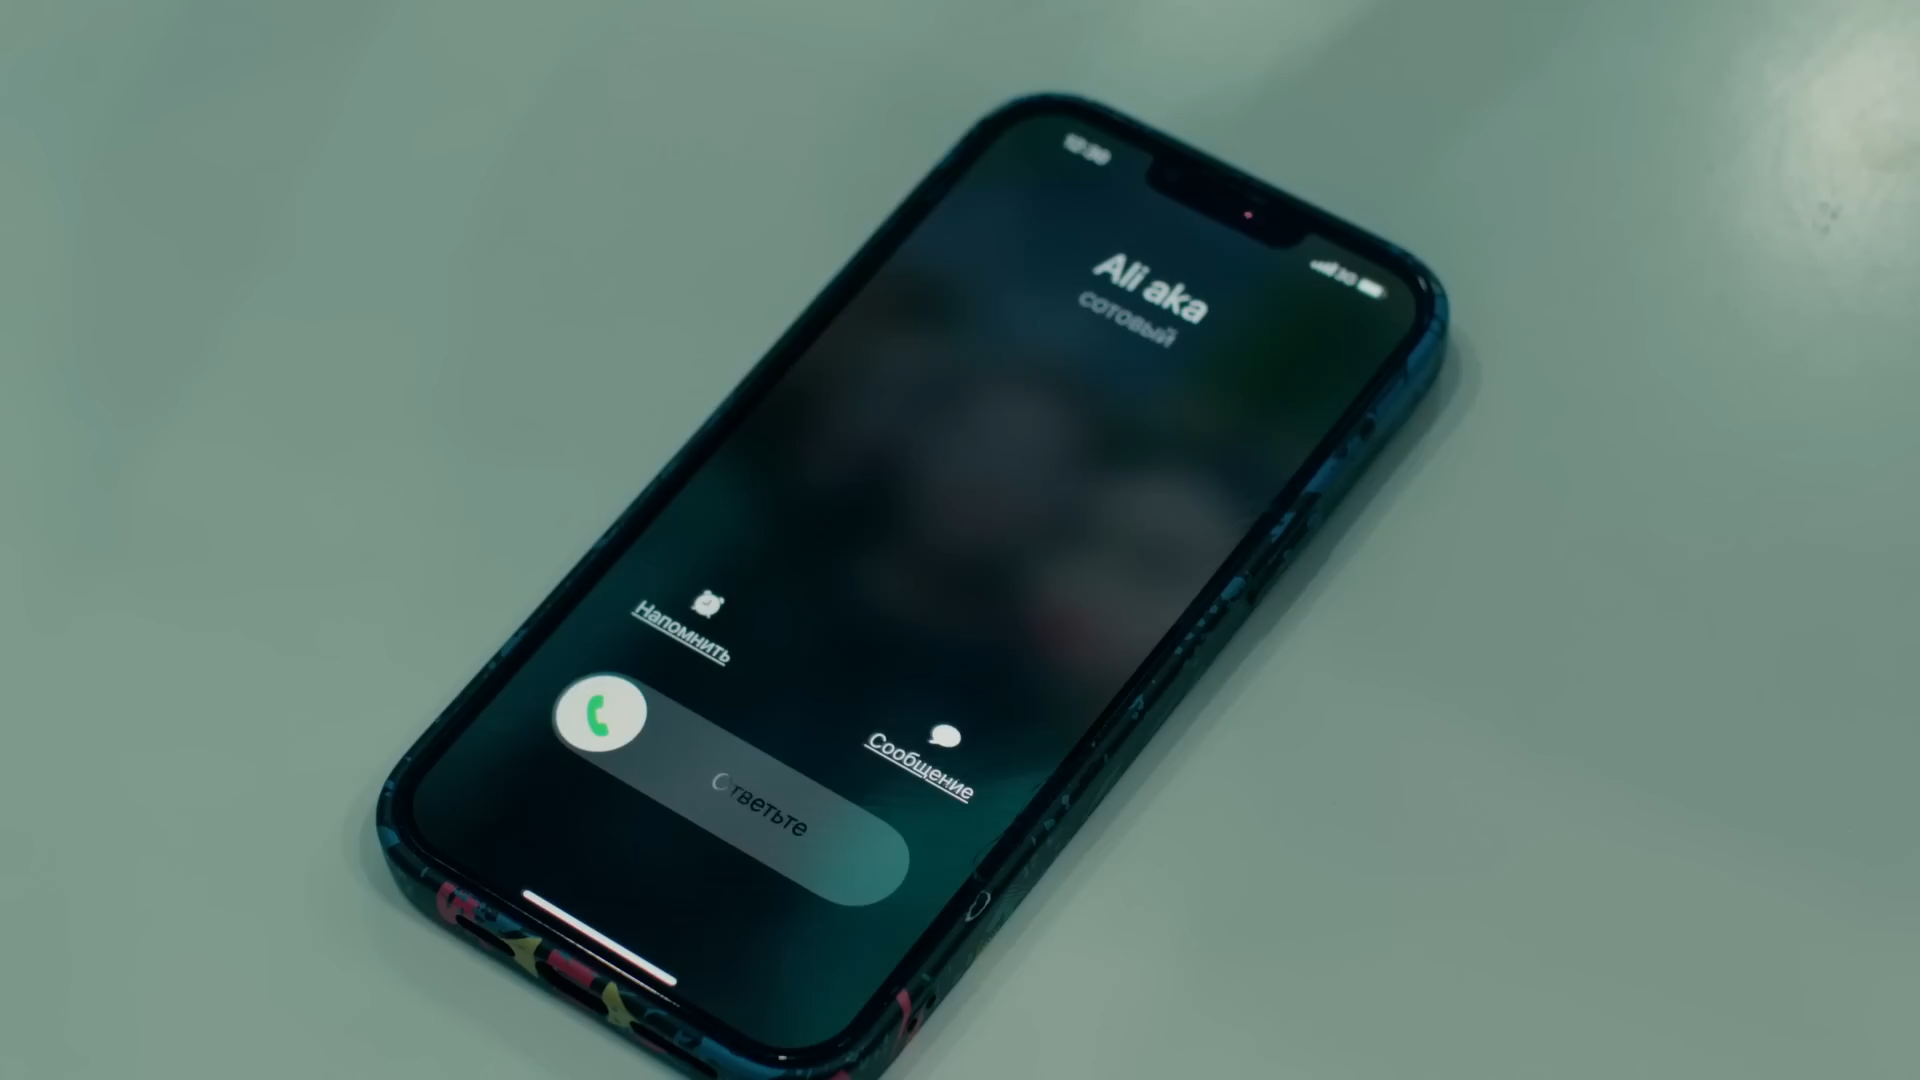 Ali aka
сотовый
Напомнить
Сообщение
Ответьте